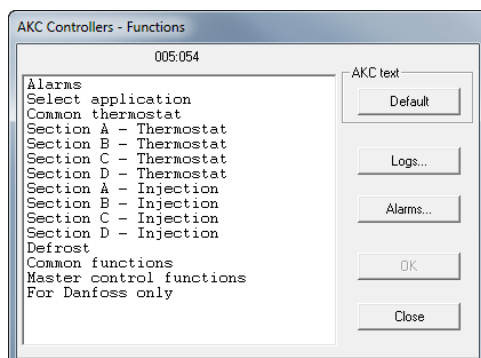 AKC Controllers - Functions
005:054
Alarms
Select application
Common thermostat
Section A - Thermostat
Section B - Thermostat
Section C - Thermostat
Section D - Thermostat
Section A - Injection
Section B - Injection
Section C - Injection
Section D - Injection
Defrost
Common functions
Master control functions
For Danfoss only
AKC text
Default
Logs...
Alarms...
OK
Close